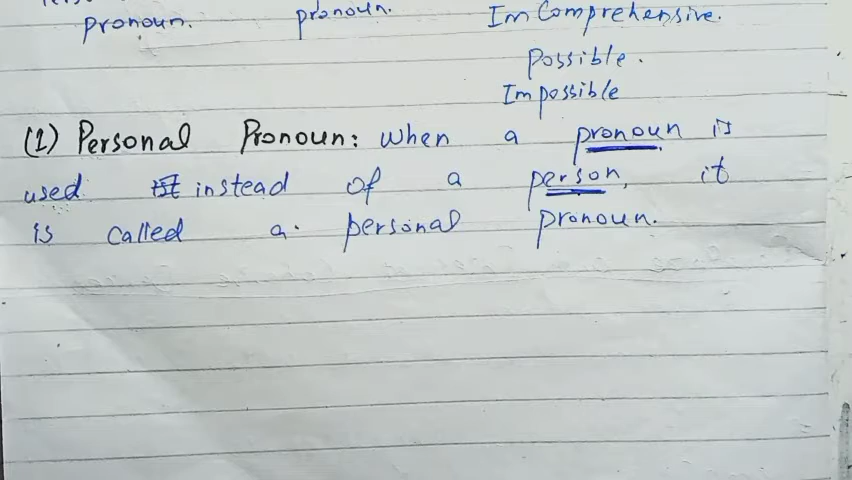 pronoun. pronoun. Im Comprehensive.
Possible.
Impossible
(1) Personal Pronoun: When a pronoun is
used instead of a person, it
is called a personal pronoun.